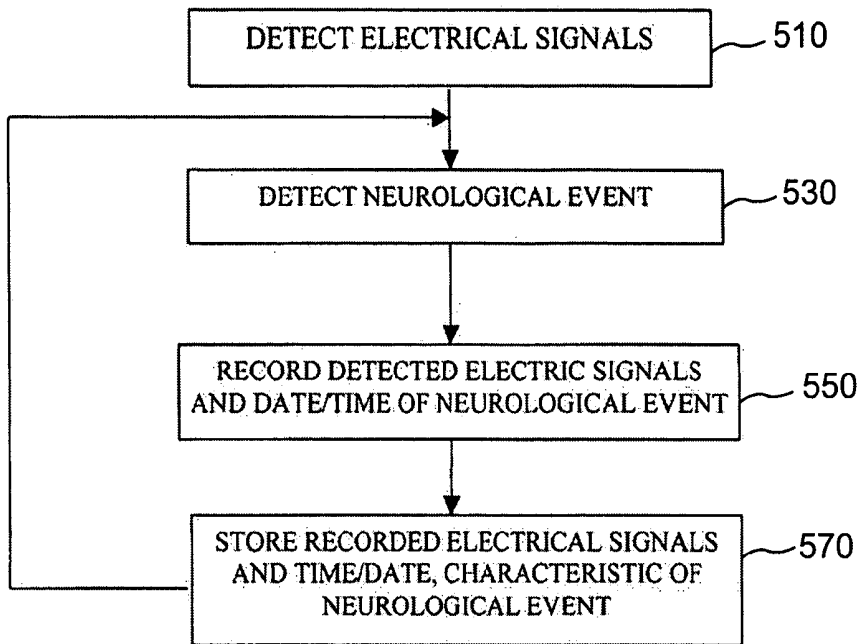 DETECT ELECTRICAL SIGNALS
510
DETECT NEUROLOGICAL EVENT
530
RECORD DETECTED ELECTRIC SIGNALS
AND DATE/TIME OF NEUROLOGICAL EVENT
550
STORE RECORDED ELECTRICAL SIGNALS
AND TIME/DATE, CHARACTERISTIC OF
NEUROLOGICAL EVENT
570